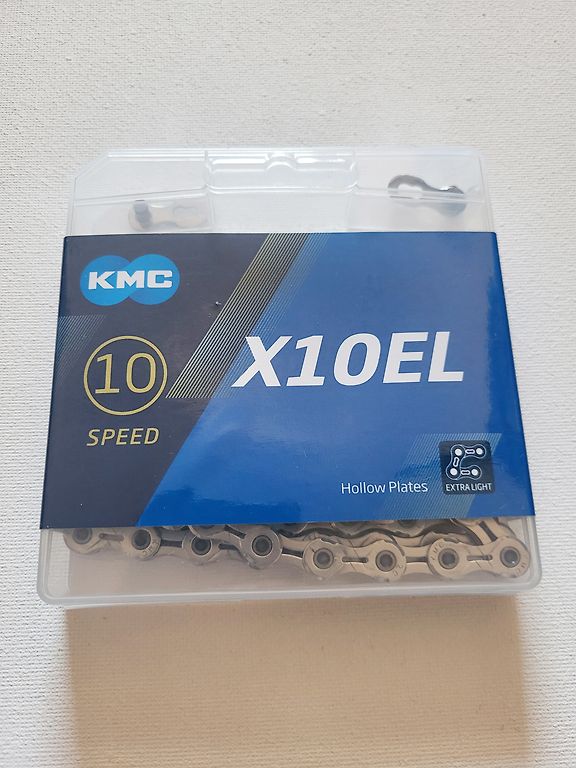 KMC
10
SPEED
X10EL
Hollow Plates
EXTRA LIGHT